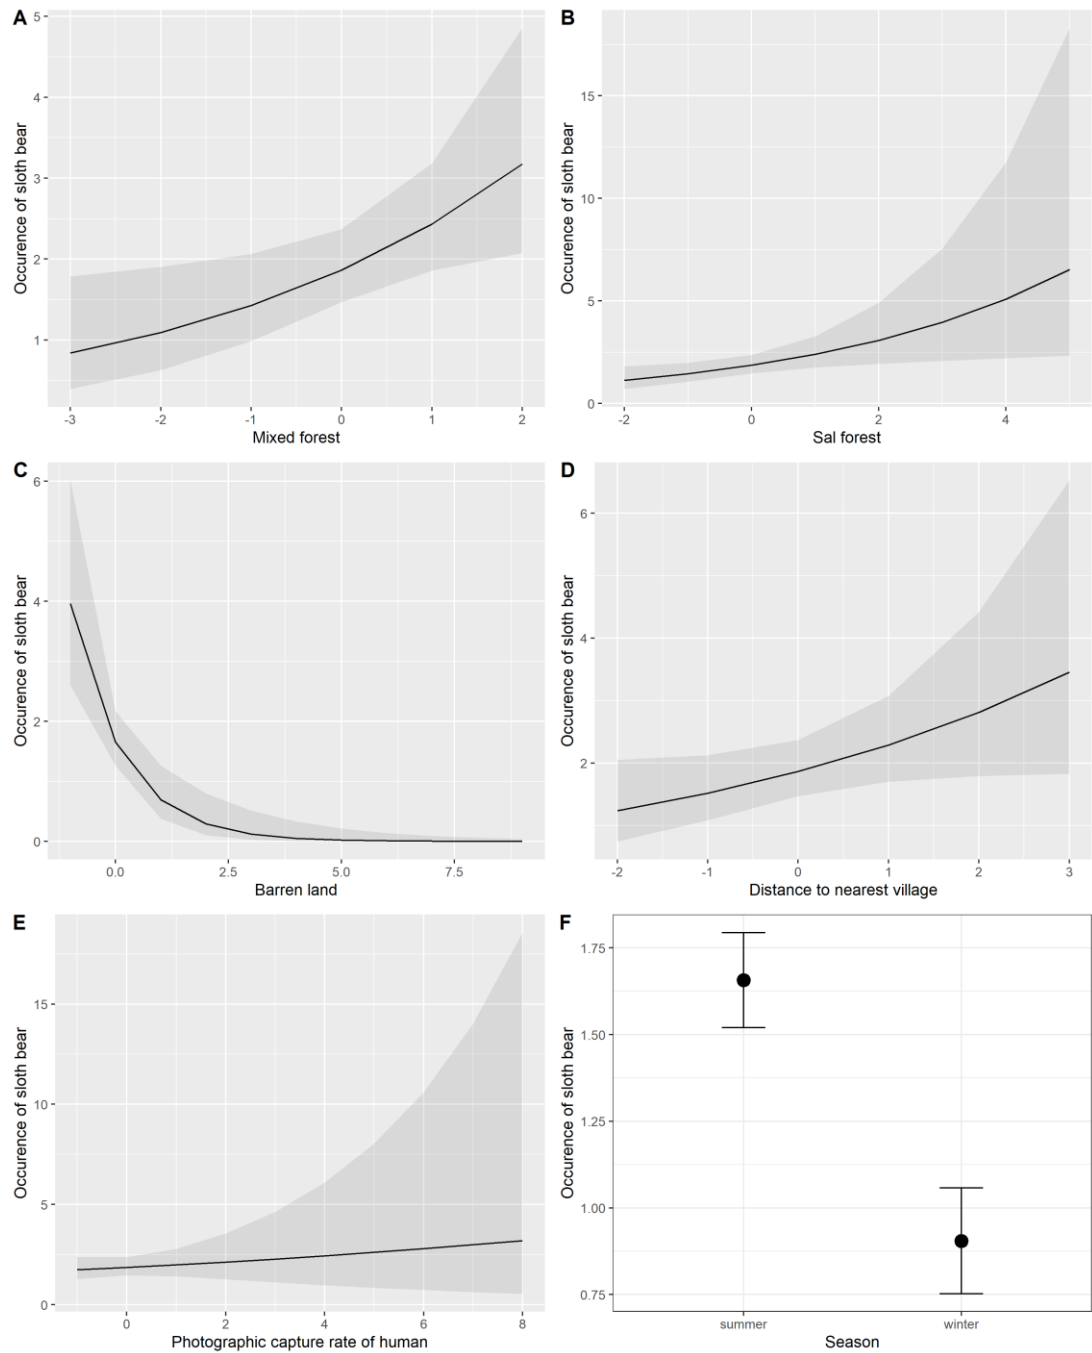 A
Occurence of sloth bear
5
4
3
2
1
-3 -2 -1 0 1 2
Mixed forest
B
Occurence of sloth bear
15
10
5
0
-2 0 2 4
Sal forest
C
Occurence of sloth bear
6
4
2
0
0.0 2.5 5.0 7.5
Barren land
D
Occurence of sloth bear
6
4
2
-2 -1 0 1 2 3
Distance to nearest village
E
Occurence of sloth bear
15
10
5
0
0 2 4 6 8
Photographic capture rate of human
F
Occurence of sloth bear
1.75
1.50
1.25
1.00
0.75
summer winter
Season